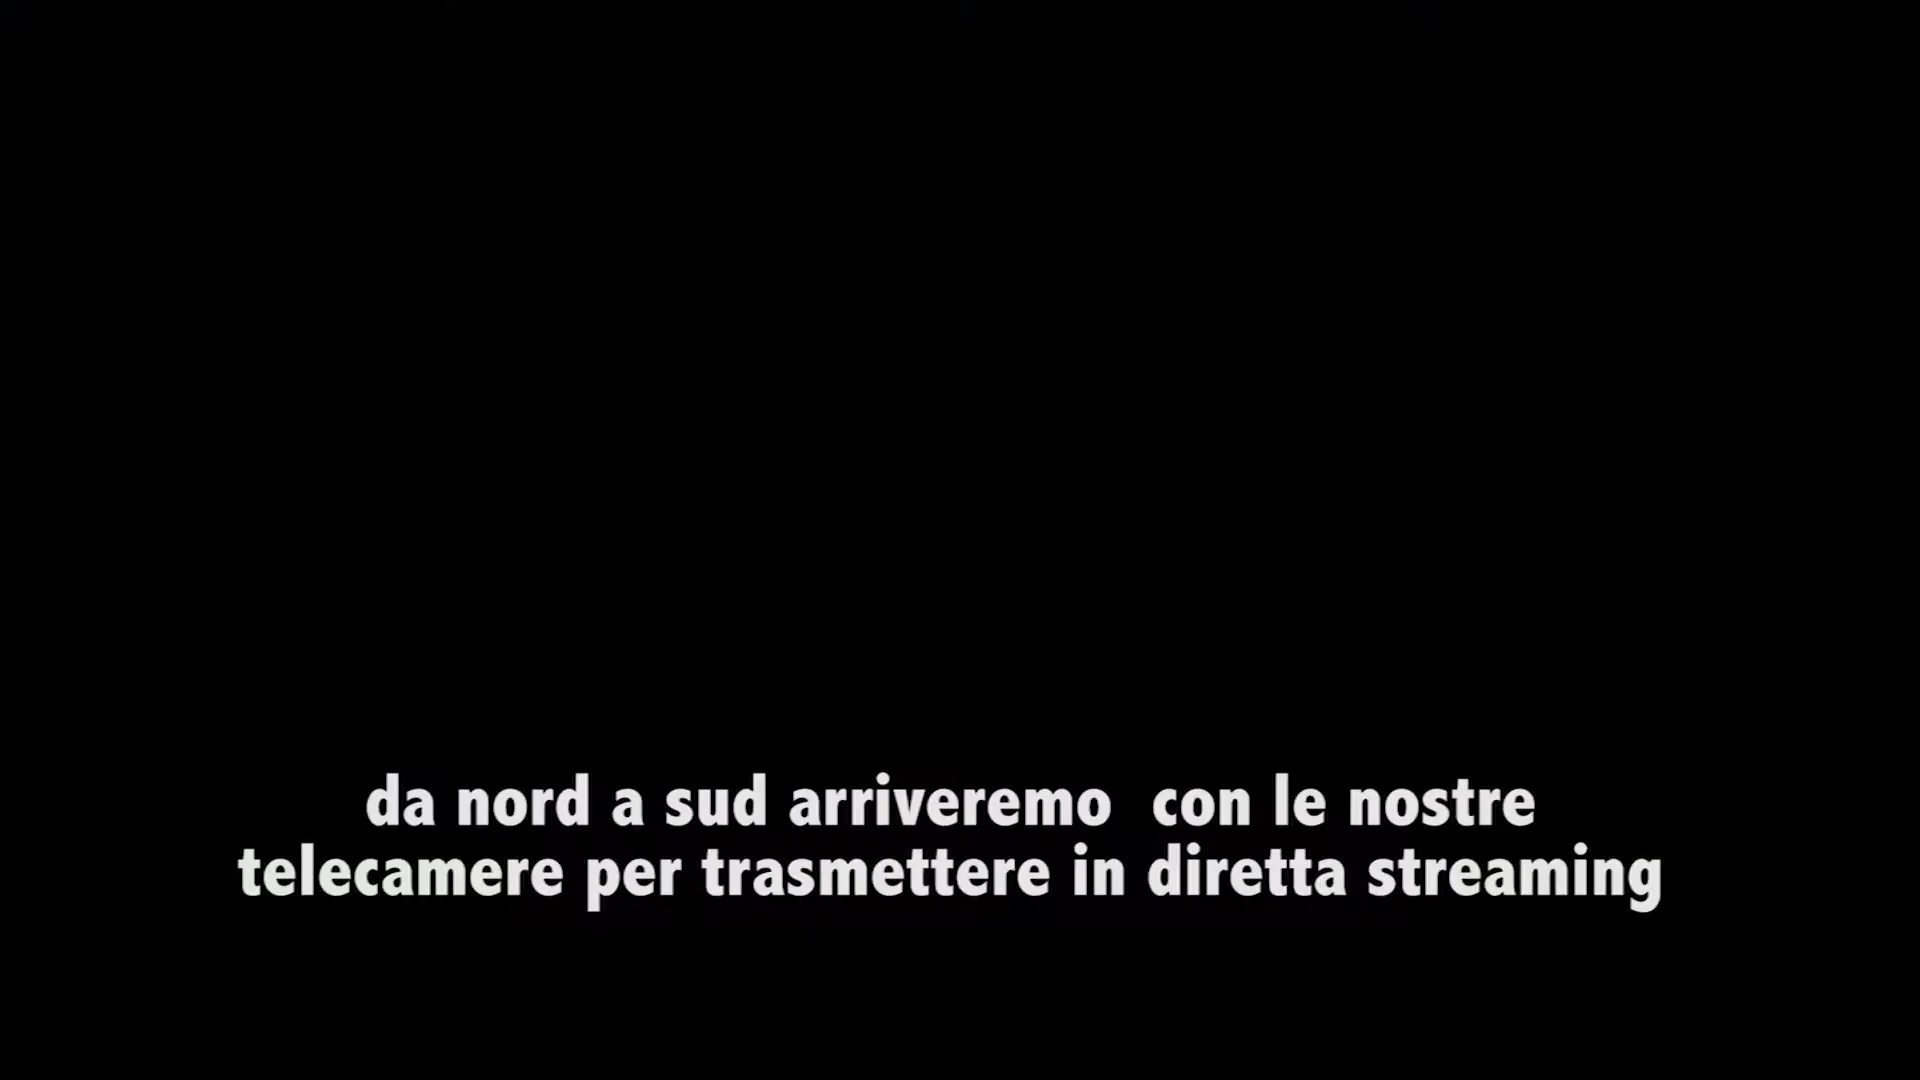 da nord a sud arriveremo  con le nostre
telecamere per trasmettere in diretta streaming